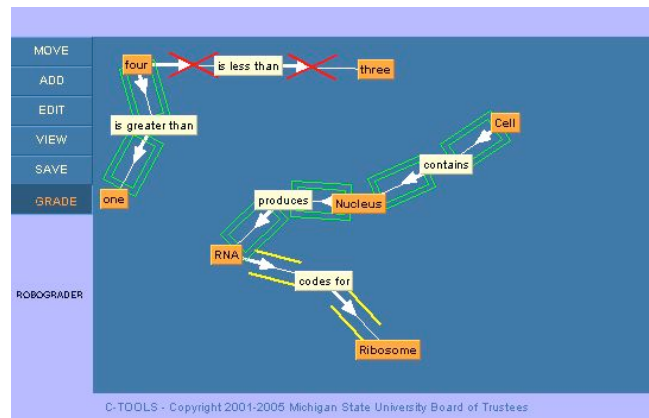 MOVE
ADD
EDIT
VIEW
SAVE
GRADE
ROBOGRADER
four
is less than
three
is greater than
one
Cell
contains
Nucleus
produces
RNA
codes for
Ribosome
C-TOOLS - Copyright 2001-2005 Michigan State University Board of Trustees